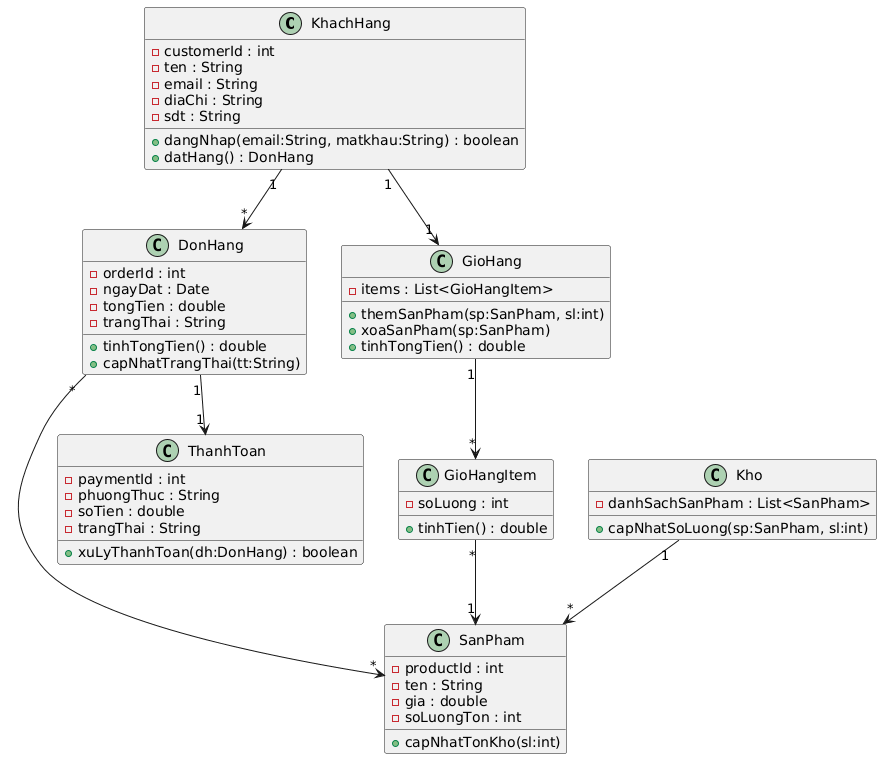 C KhachHang
customerId : int
ten : String
email : String
diaChi : String
sdt : String
dangNhap(email:String, matkhau:String) : boolean
datHang() : DonHang
1
1
*
1
C DonHang
orderId : int
ngayDat : Date
tongTien : double
trangThai : String
tinhTongTien() : double
capNhatTrangThai(tt:String)
C GioHang
items : List<GioHangItem>
themSanPham(sp:SanPham, sl:int)
xoaSanPham(sp:SanPham)
tinhTongTien() : double
*
1
1
1
*
C ThanhToan
paymentId : int
phuongThuc : String
soTien : double
trangThai : String
xuLyThanhToan(dh:DonHang) : boolean
C GioHangItem
soLuong : int
tinhTien() : double
C Kho
danhSachSanPham : List<SanPham>
capNhatSoLuong(sp:SanPham, sl:int)
*
1
1
*
*
C SanPham
productId : int
ten : String
gia : double
soLuongTon : int
capNhatTonKho(sl:int)